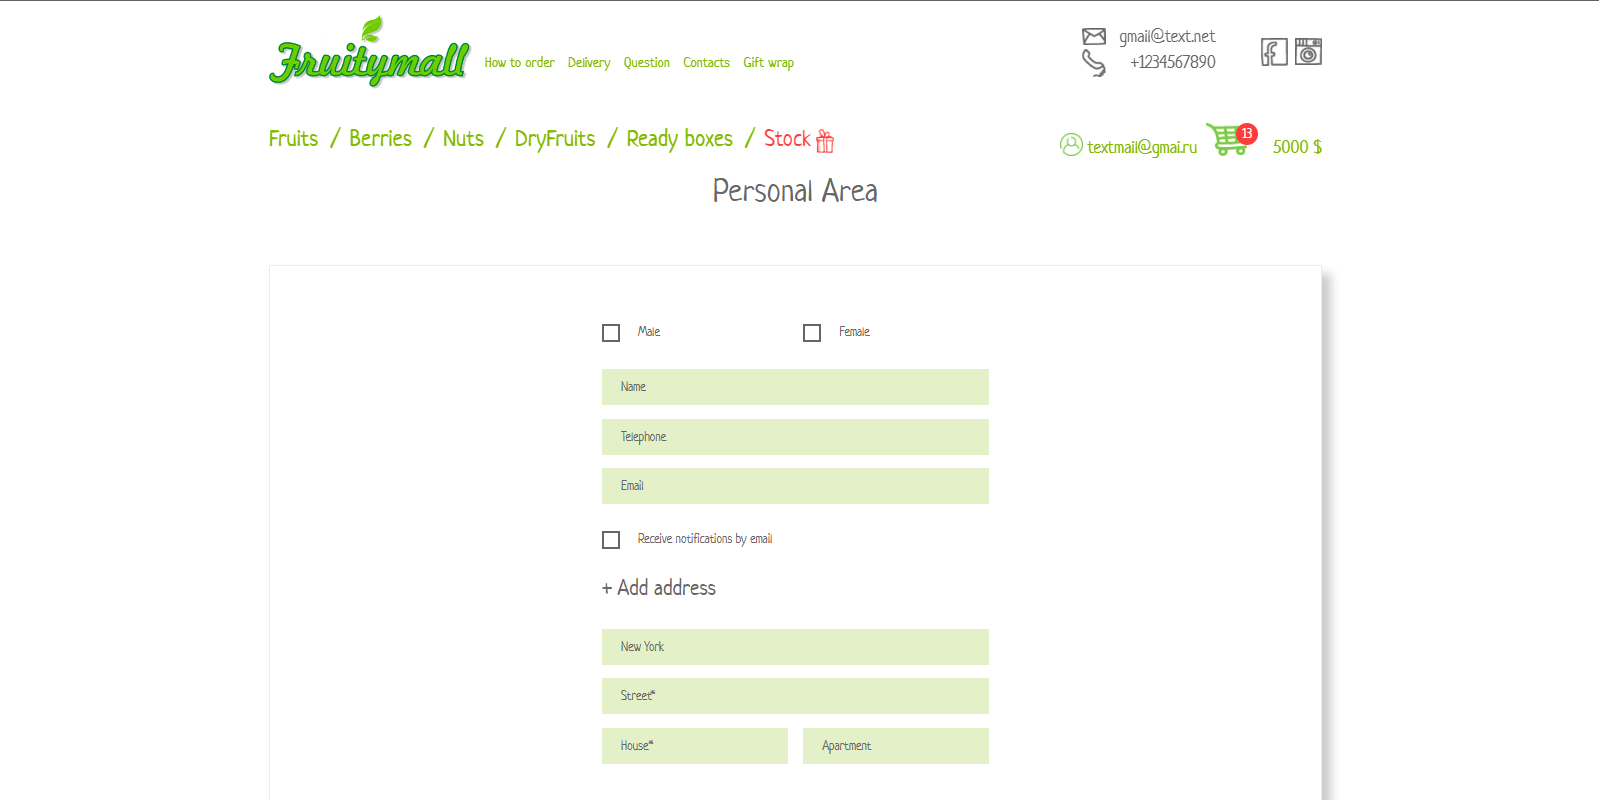 Fruitymall
How to order Delivery Question Contacts Gift wrap
gmail@text.net
+1234567890
Fruits / Berries / Nuts / DryFruits / Ready boxes / Stock
textmail@gmai.ru 13 5000 $
Personal Area
Male Female
Name
Telephone
Email
Receive notifications by email
+ Add address
New York
Street*
House* Apartment